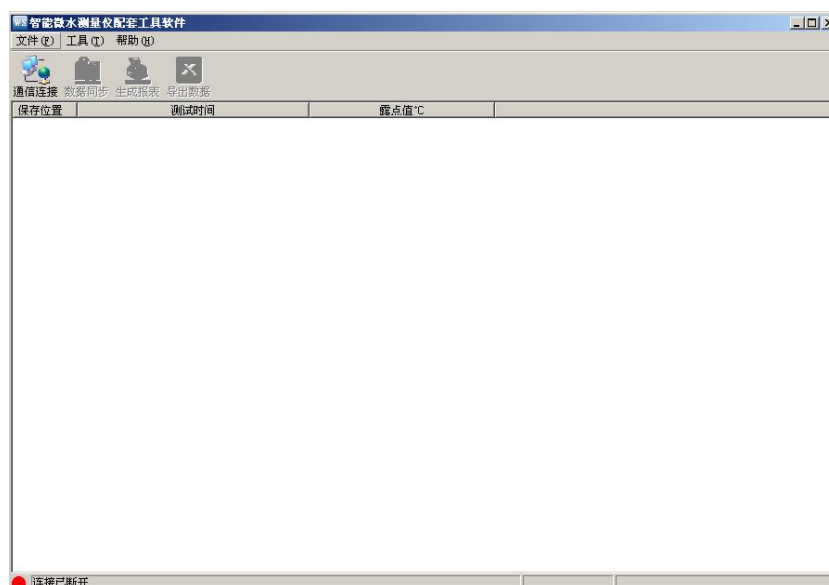 WS 智能微水测量仪配套工具软件
文件(F) 工具(T) 帮助(H)
通信连接 数据同步 生成报表 导出数据
保存位置 测试时间 露点值℃
连接已断开